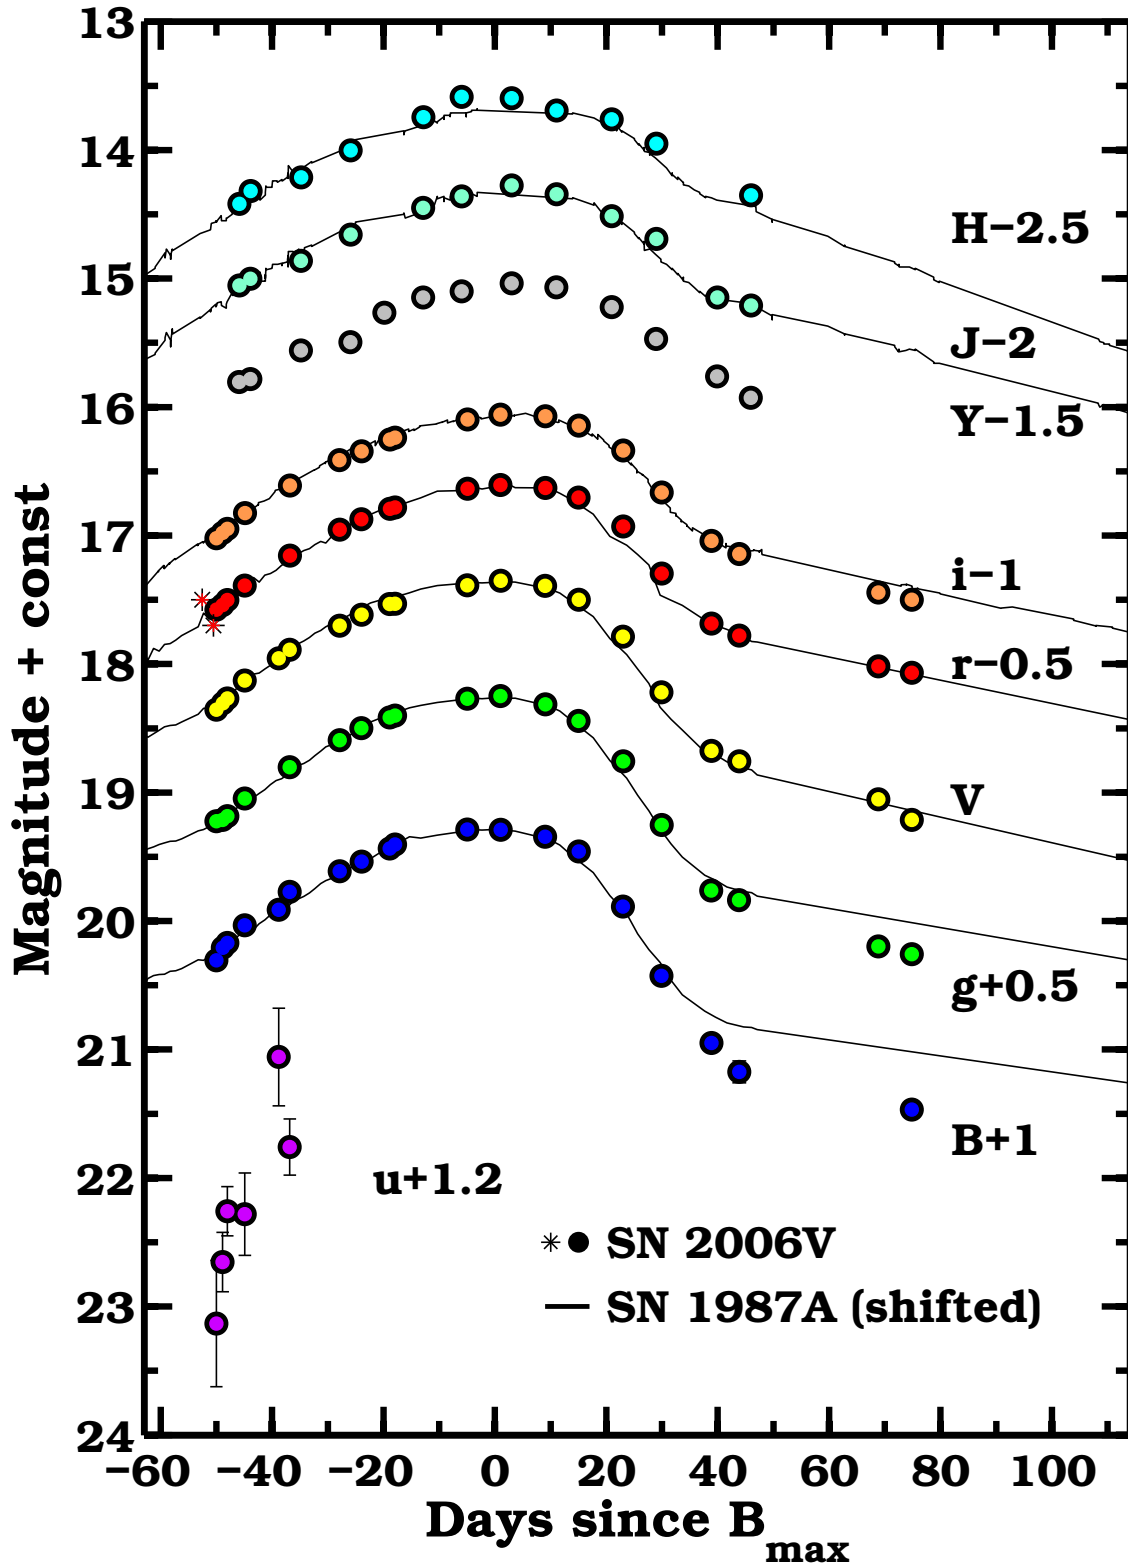 13
14
15
16
17
18
19
20
21
22
23
24
Magnitude + const
H−2.5
J−2
Y−1.5
i−1
r−0.5
V
g+0.5
B+1
u+1.2
SN 2006V
SN 1987A (shifted)
−60 −40 −20 0 20 40 60 80 100
Days since Bmax